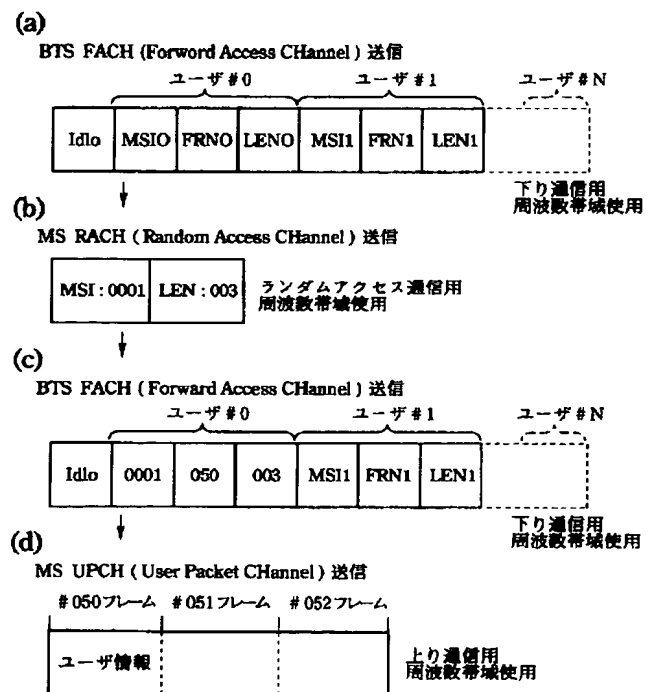 (a)
BTS FACH (Forword Access CHannel) 送信
ユーザ#0 ユーザ#1 ユーザ#N
Idlo MSIO FRNO LENO MSI1 FRN1 LEN1
下り通信用
周波数帯域使用
(b)
MS RACH (Random Access CHannel) 送信
MSI:0001 LEN:003
ランダムアクセス通信用
周波数帯域使用
(c)
BTS FACH (Forward Access CHannel) 送信
ユーザ#0 ユーザ#1 ユーザ#N
Idlo 0001 050 003 MSI1 FRN1 LEN1
下り通信用
周波数帯域使用
(d)
MS UPCH (User Packet CHannel) 送信
#050フレーム #051フレーム #052フレーム
ユーザ情報
上り通信用
周波数帯域使用